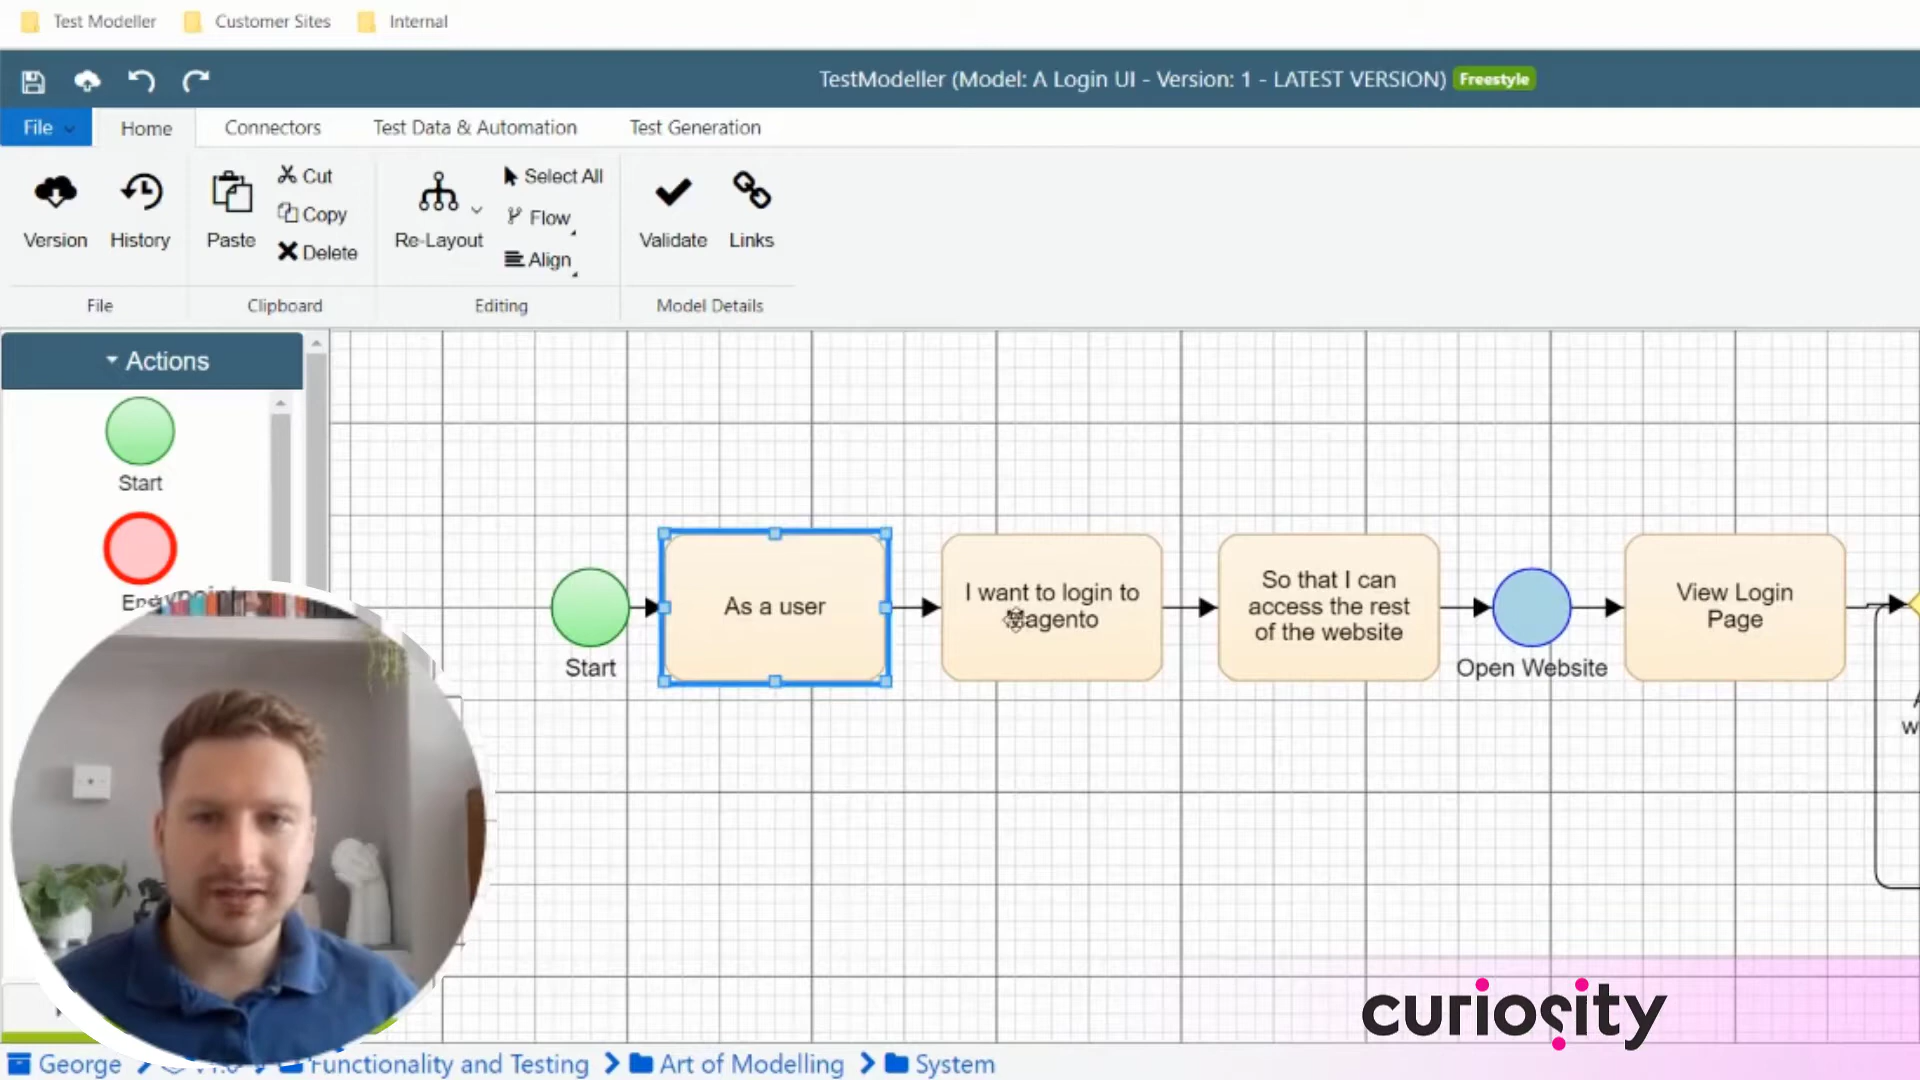 Test Modeller Customer Sites Internal
TestModeller (Model: A Login UI - Version: 1 - LATEST VERSION) Freestyle
File Home Connectors Test Data & Automation Test Generation
Version History Paste Cut Copy Delete Re-Layout Select All Flow Align Validate Links
File Clipboard Editing Model Details
Actions
Start
Start
As a user
I want to login to
agento
So that I can
access the rest
of the website
Open Website
View Login
Page
curiosity
George Functionality and Testing Art of Modelling System